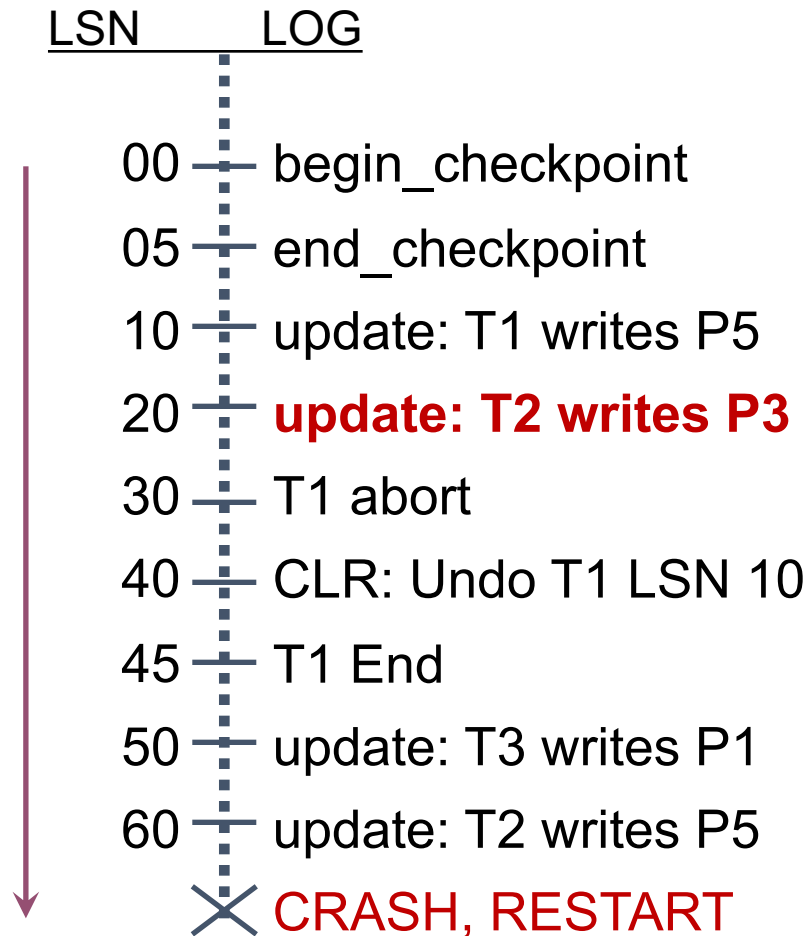 LSN LOG
00 begin_checkpoint
05 end_checkpoint
10 update: T1 writes P5
20 update: T2 writes P3
30 T1 abort
40 CLR: Undo T1 LSN 10
45 T1 End
50 update: T3 writes P1
60 update: T2 writes P5
CRASH, RESTART